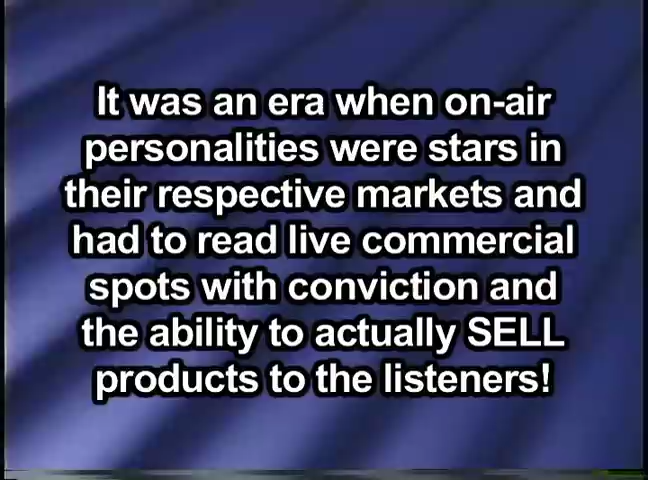 It was an era when on-air
personalities were stars in
their respective markets and
had to read live commercial
spots with conviction and
the ability to actually SELL
products to the listeners!